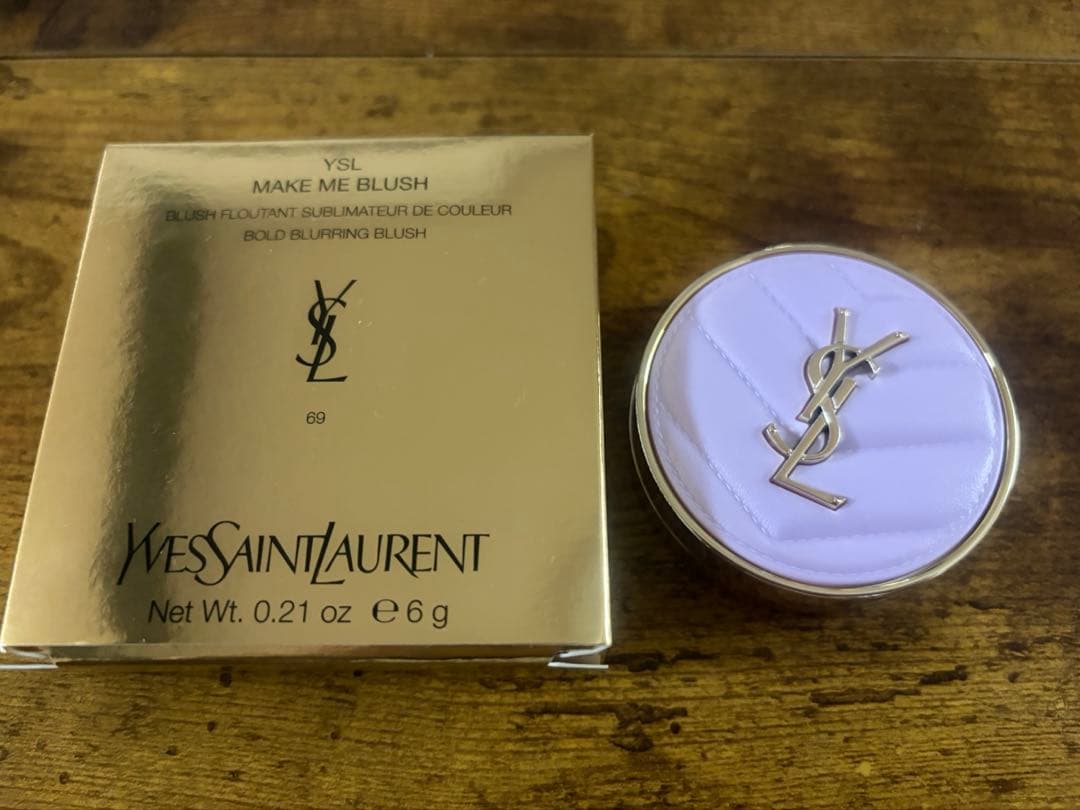 YSL
MAKE ME BLUSH
BLUSH FLOUTANT SUBLIMATEUR DE COULEUR
BOLD BLURRING BLUSH
YSL
69
YVESSAINTLAURENT
Net Wt. 0.21 oz ℮ 6 g
YSL